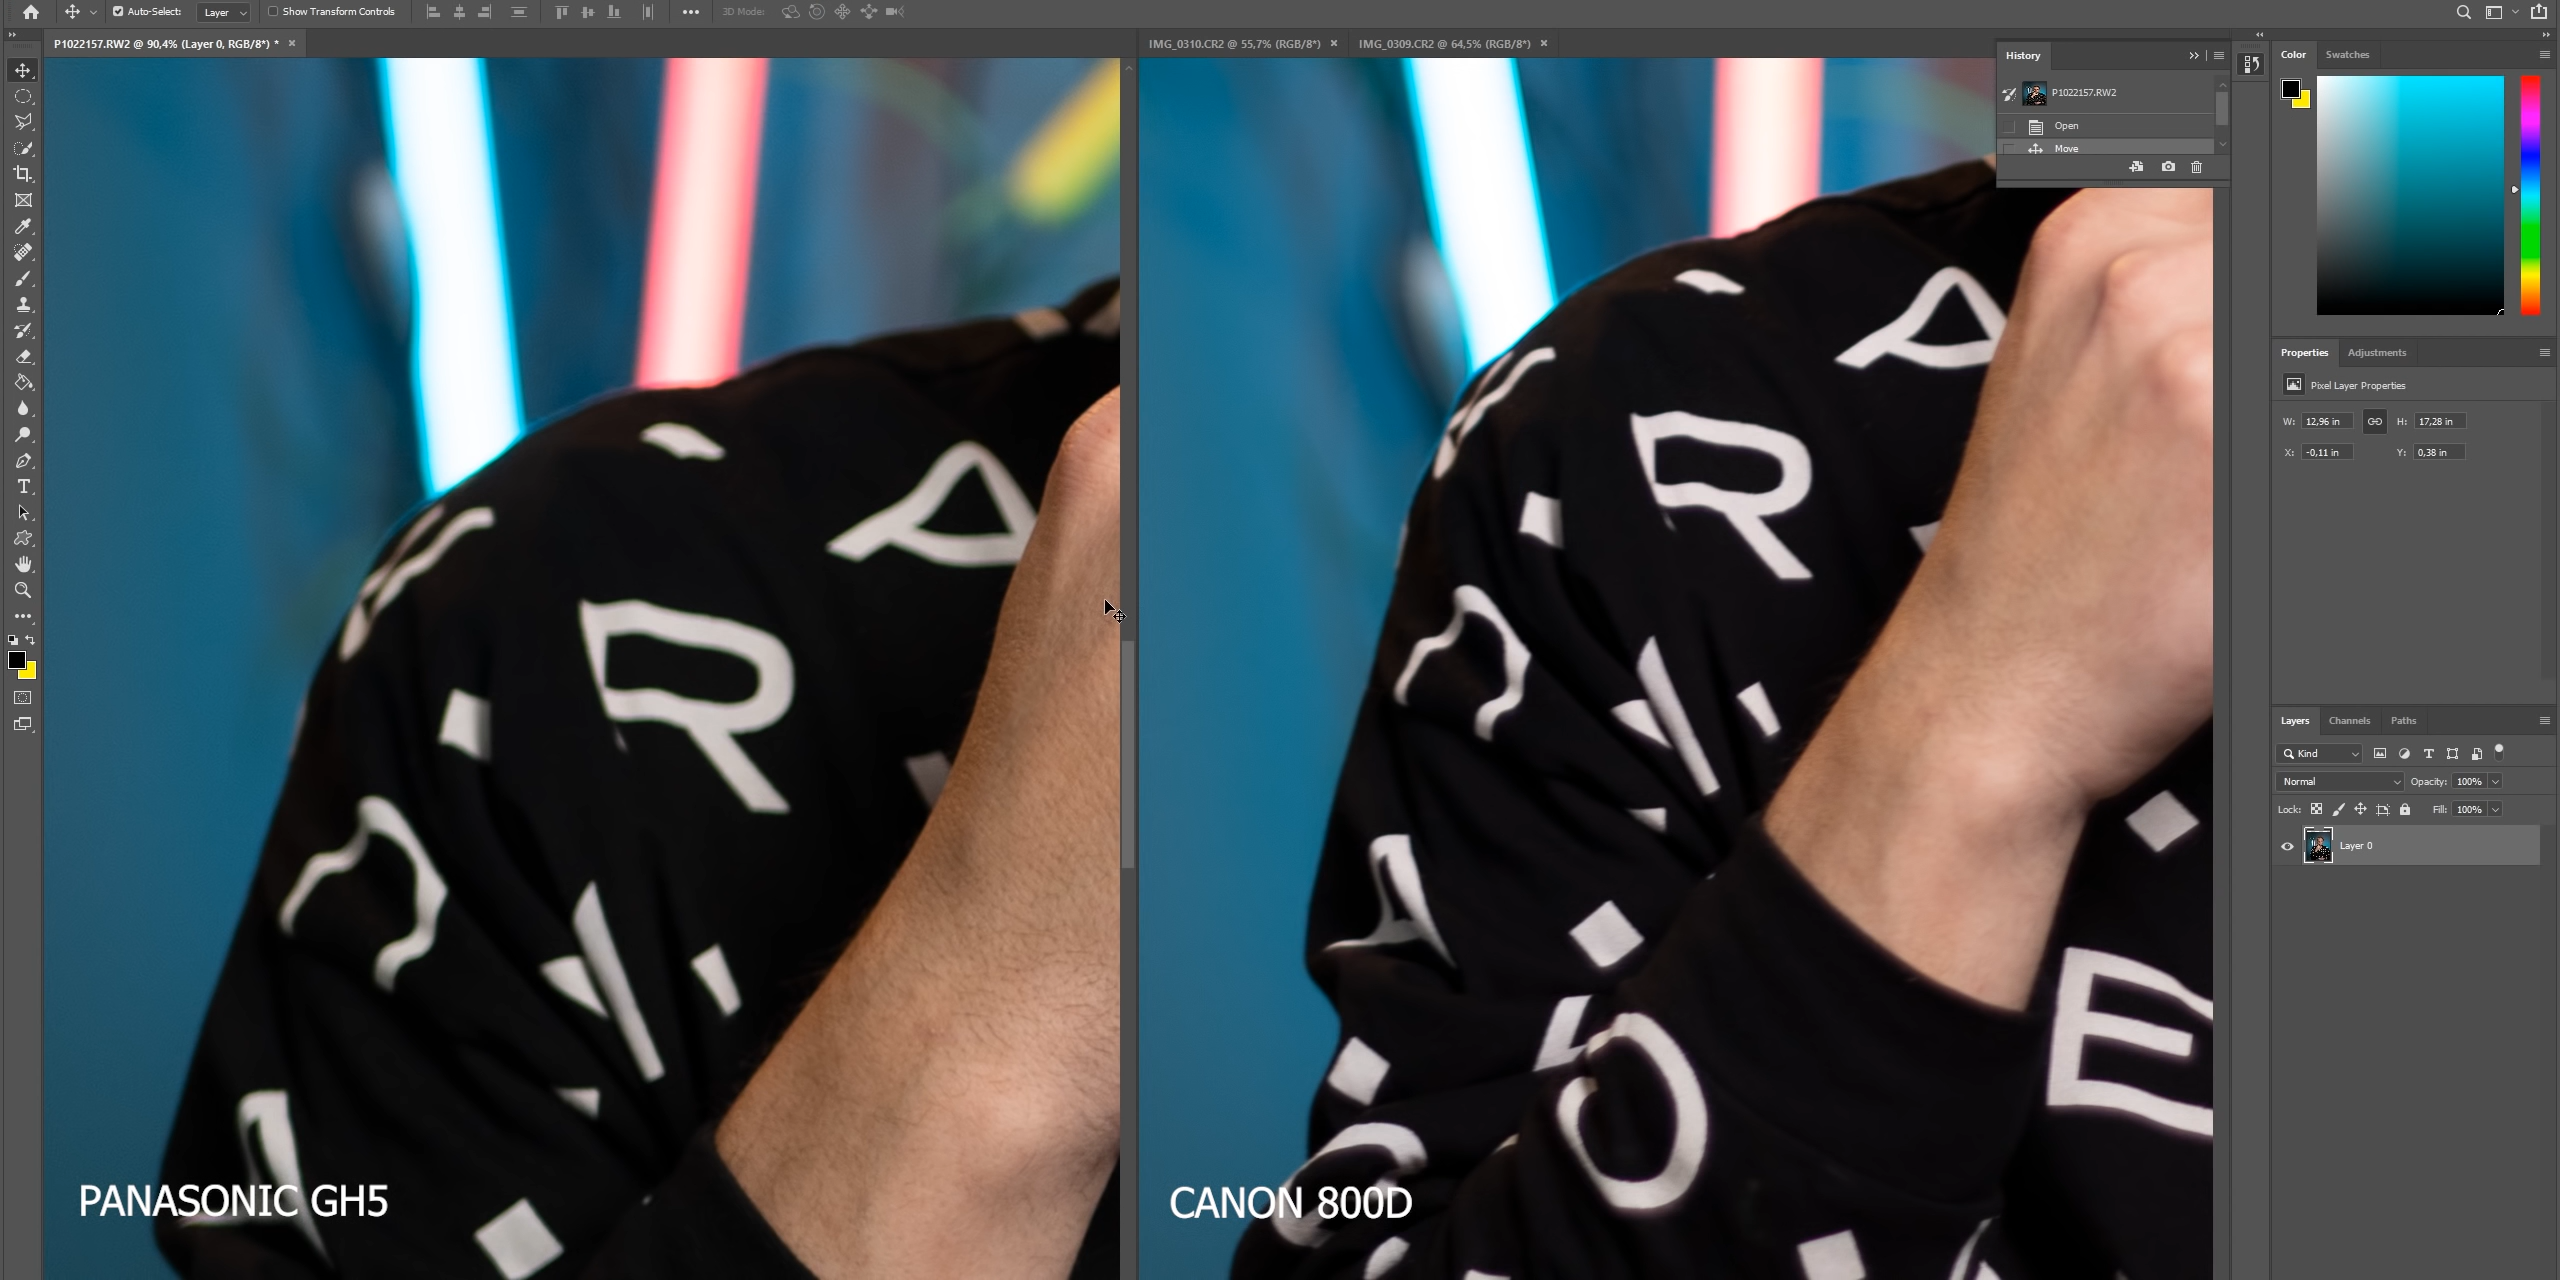 Auto-Select: Layer Show Transform Controls 3D Mode:
P1022157.RW2 @ 90,4% (Layer 0, RGB/8*) * ×
IMG_0310.CR2 @ 55,7% (RGB/8*) × IMG_0309.CR2 @ 64,5% (RGB/8*) ×
History
P1022157.RW2
Open
Move
Color Swatches
Properties Adjustments
Pixel Layer Properties
W: 12,96 in H: 17,28 in
X: -0,11 in Y: 0,38 in
Layers Channels Paths
Kind
Normal Opacity: 100%
Lock: Fill: 100%
Layer 0
A
R
A
R
E
PANASONIC GH5
CANON 800D